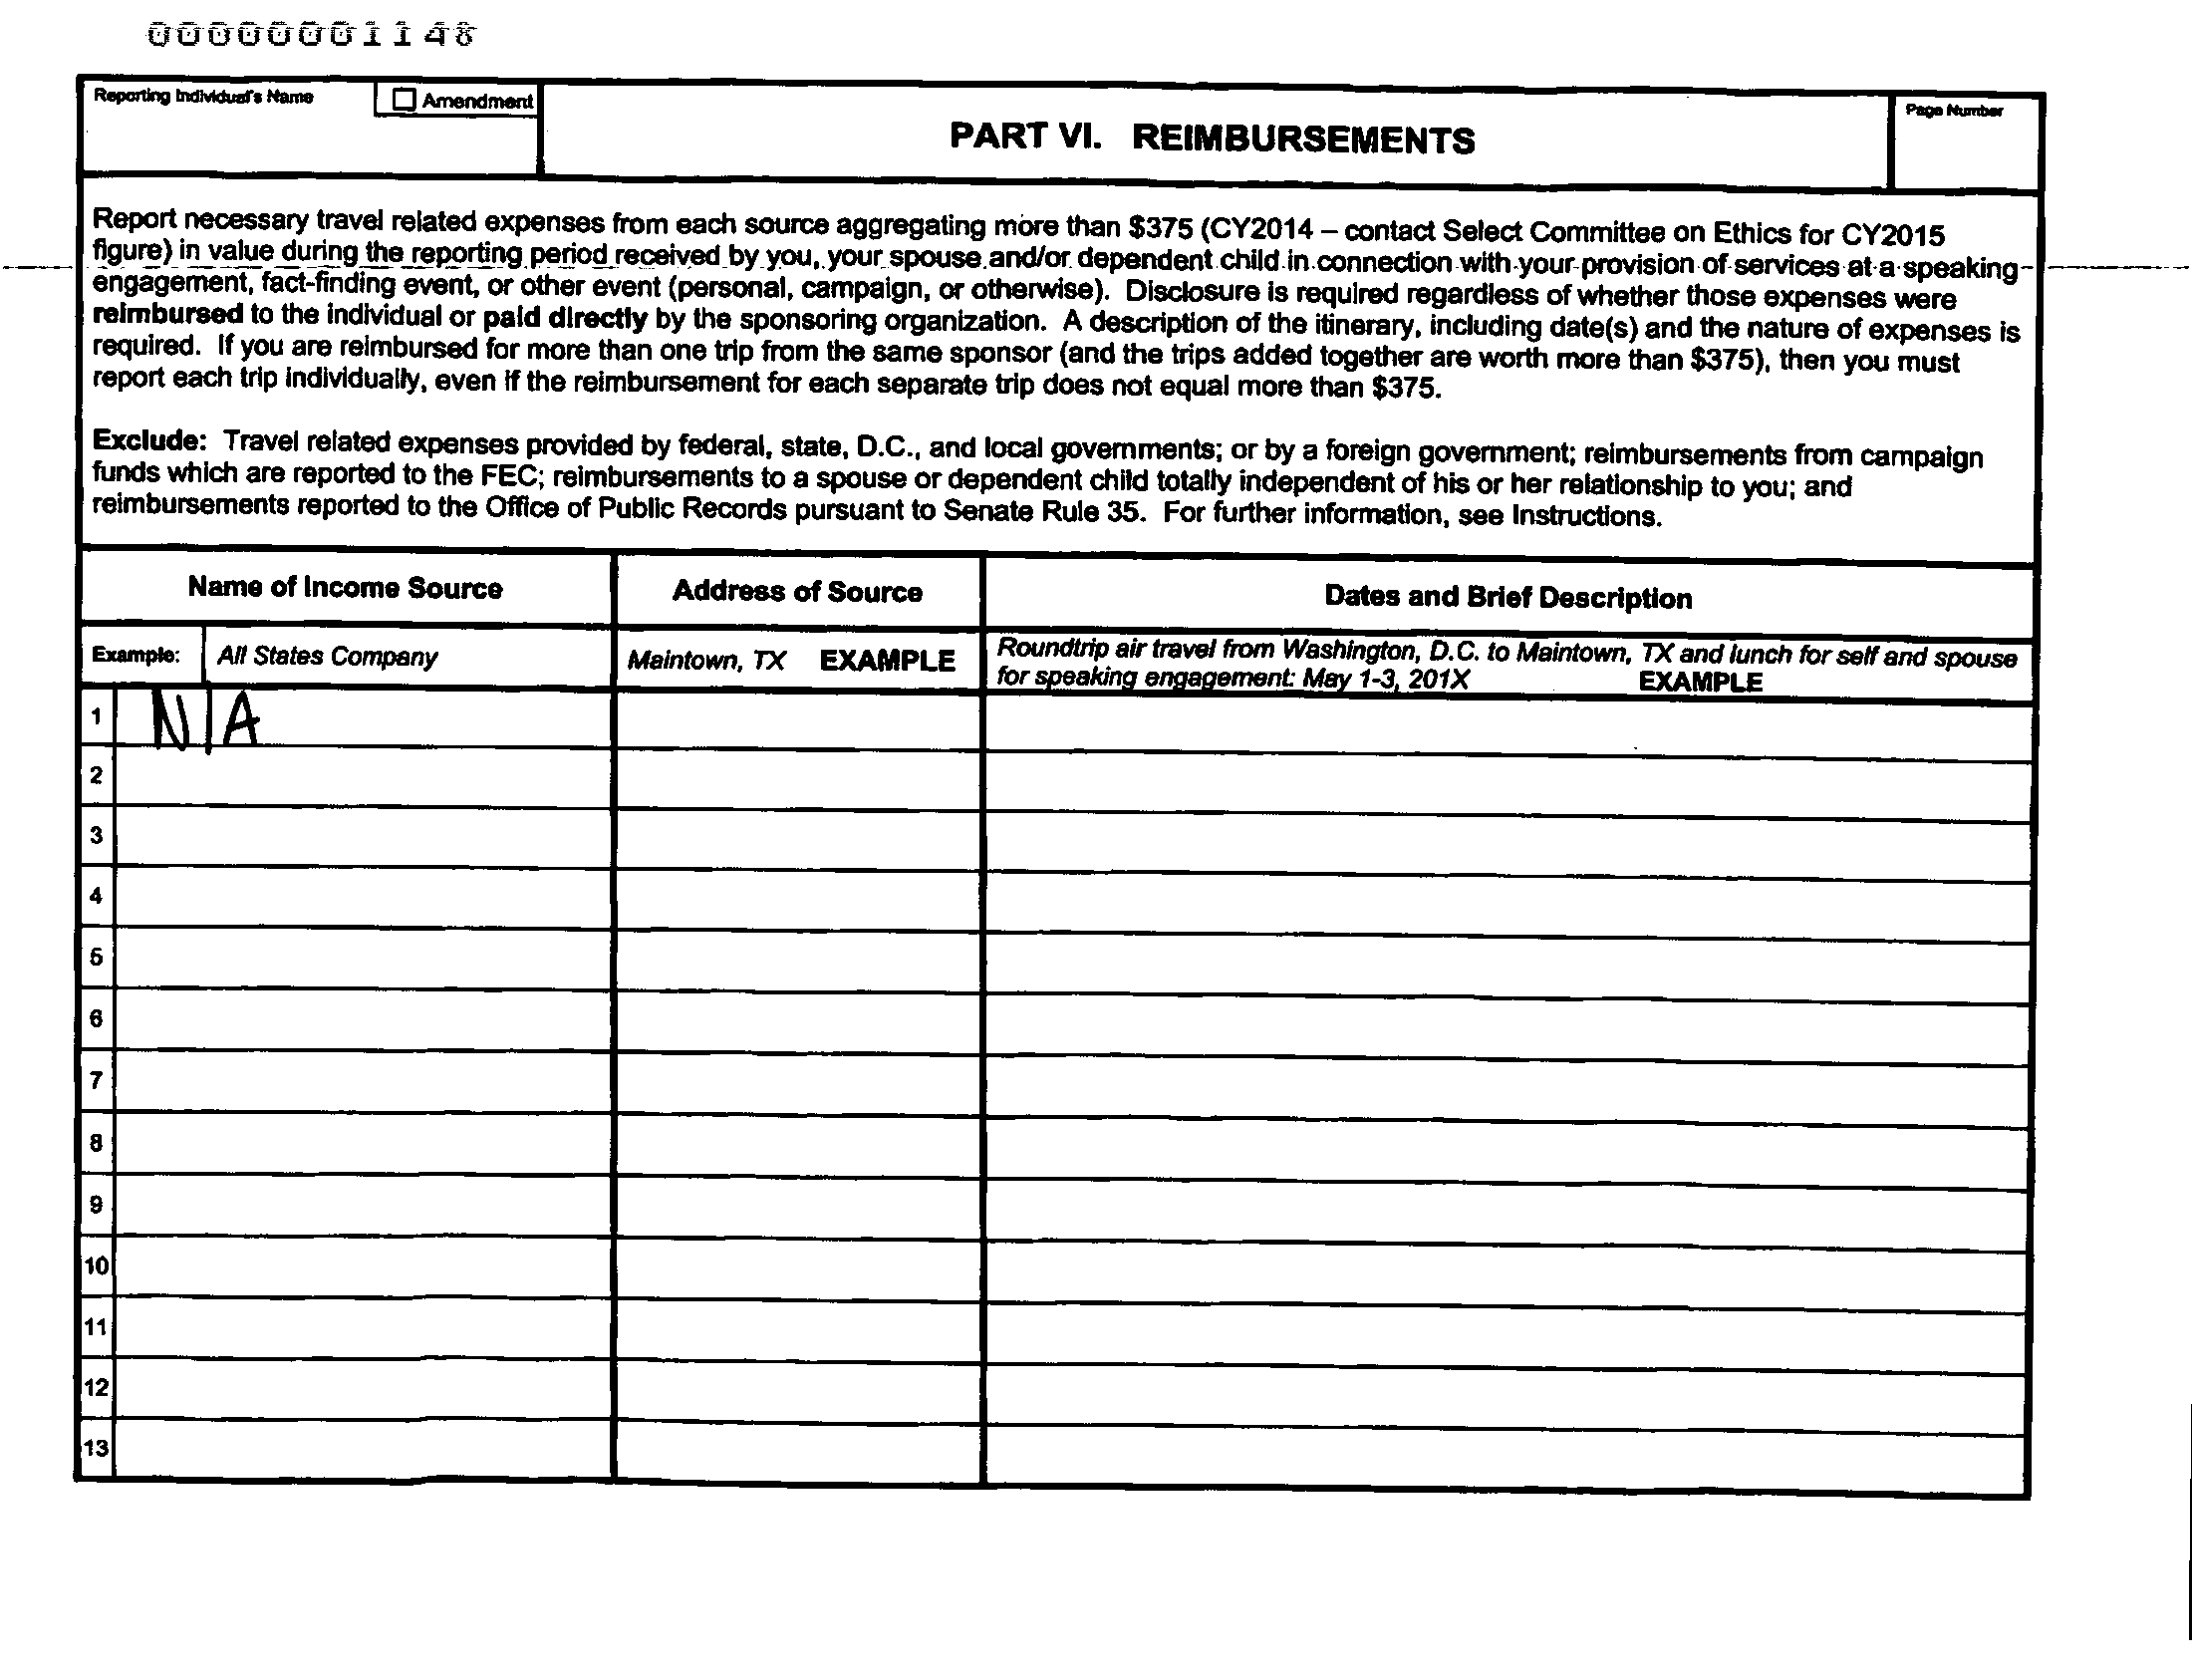 00000001148
Reporting Individual's Name
Amendment
PART VI. REIMBURSEMENTS
Page Number
Report necessary travel related expenses from each source aggregating more than $375 (CY2014 – contact Select Committee on Ethics for CY2015
figure) in value during the reporting period received by you, your spouse and/or dependent child in connection with your provision of services at a speaking
engagement, fact-finding event, or other event (personal, campaign, or otherwise). Disclosure is required regardless of whether those expenses were
reimbursed to the individual or paid directly by the sponsoring organization. A description of the itinerary, including date(s) and the nature of expenses is
required. If you are reimbursed for more than one trip from the same sponsor (and the trips added together are worth more than $375), then you must
report each trip individually, even if the reimbursement for each separate trip does not equal more than $375.
Exclude: Travel related expenses provided by federal, state, D.C., and local governments; or by a foreign government; reimbursements from campaign
funds which are reported to the FEC; reimbursements to a spouse or dependent child totally independent of his or her relationship to you; and
reimbursements reported to the Office of Public Records pursuant to Senate Rule 35. For further information, see Instructions.
Name of Income Source
Address of Source
Dates and Brief Description
Example:
All States Company
Maintown, TX EXAMPLE
Roundtrip air travel from Washington, D.C. to Maintown, TX and lunch for self and spouse
for speaking engagement: May 1-3, 201X EXAMPLE
1 N/A
2
3
4
5
6
7
8
9
10
11
12
13